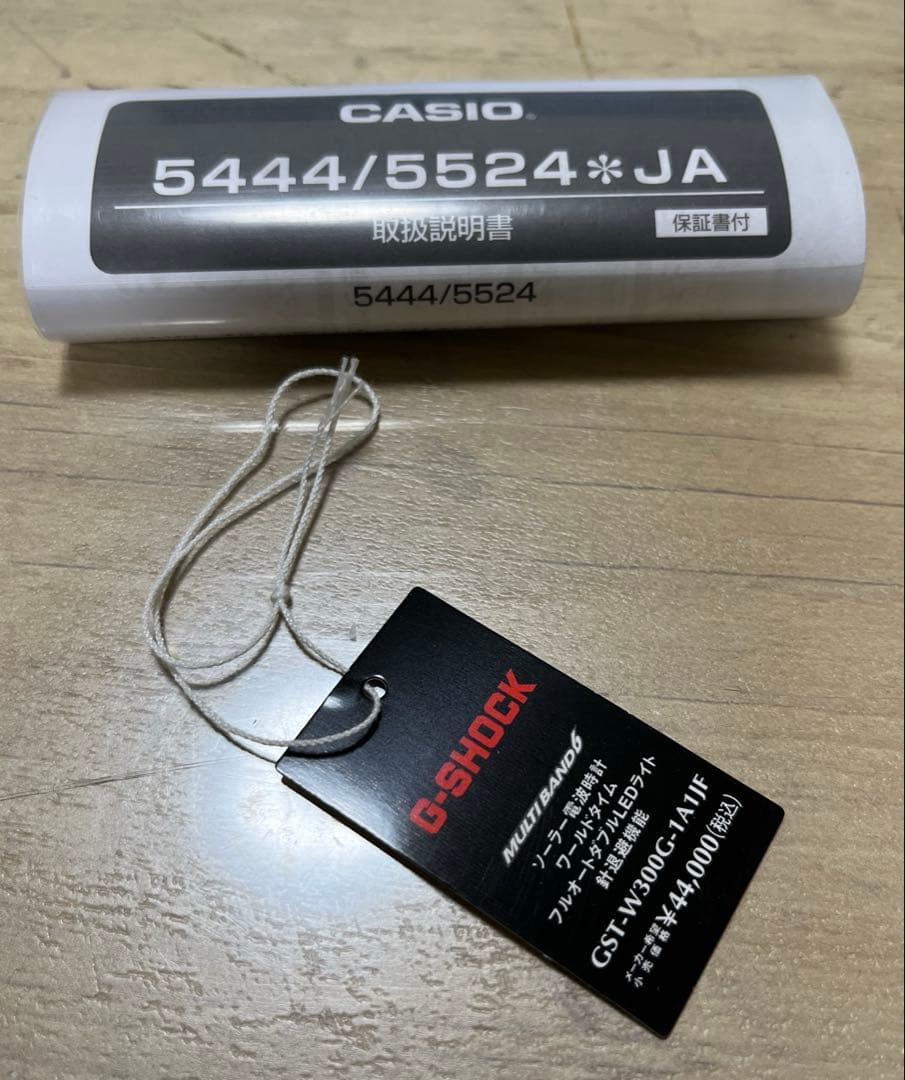 CASIO
5444/5524*JA
取扱説明書
保証書付
5444/5524
G-SHOCK
MULTI BAND 6
ソーラー電波時計
ワールドタイム
フルオートダブルLEDライト
針退避機能
GST-W300G-1A1JF
メーカー希望小売価格 ¥44,000(税込)